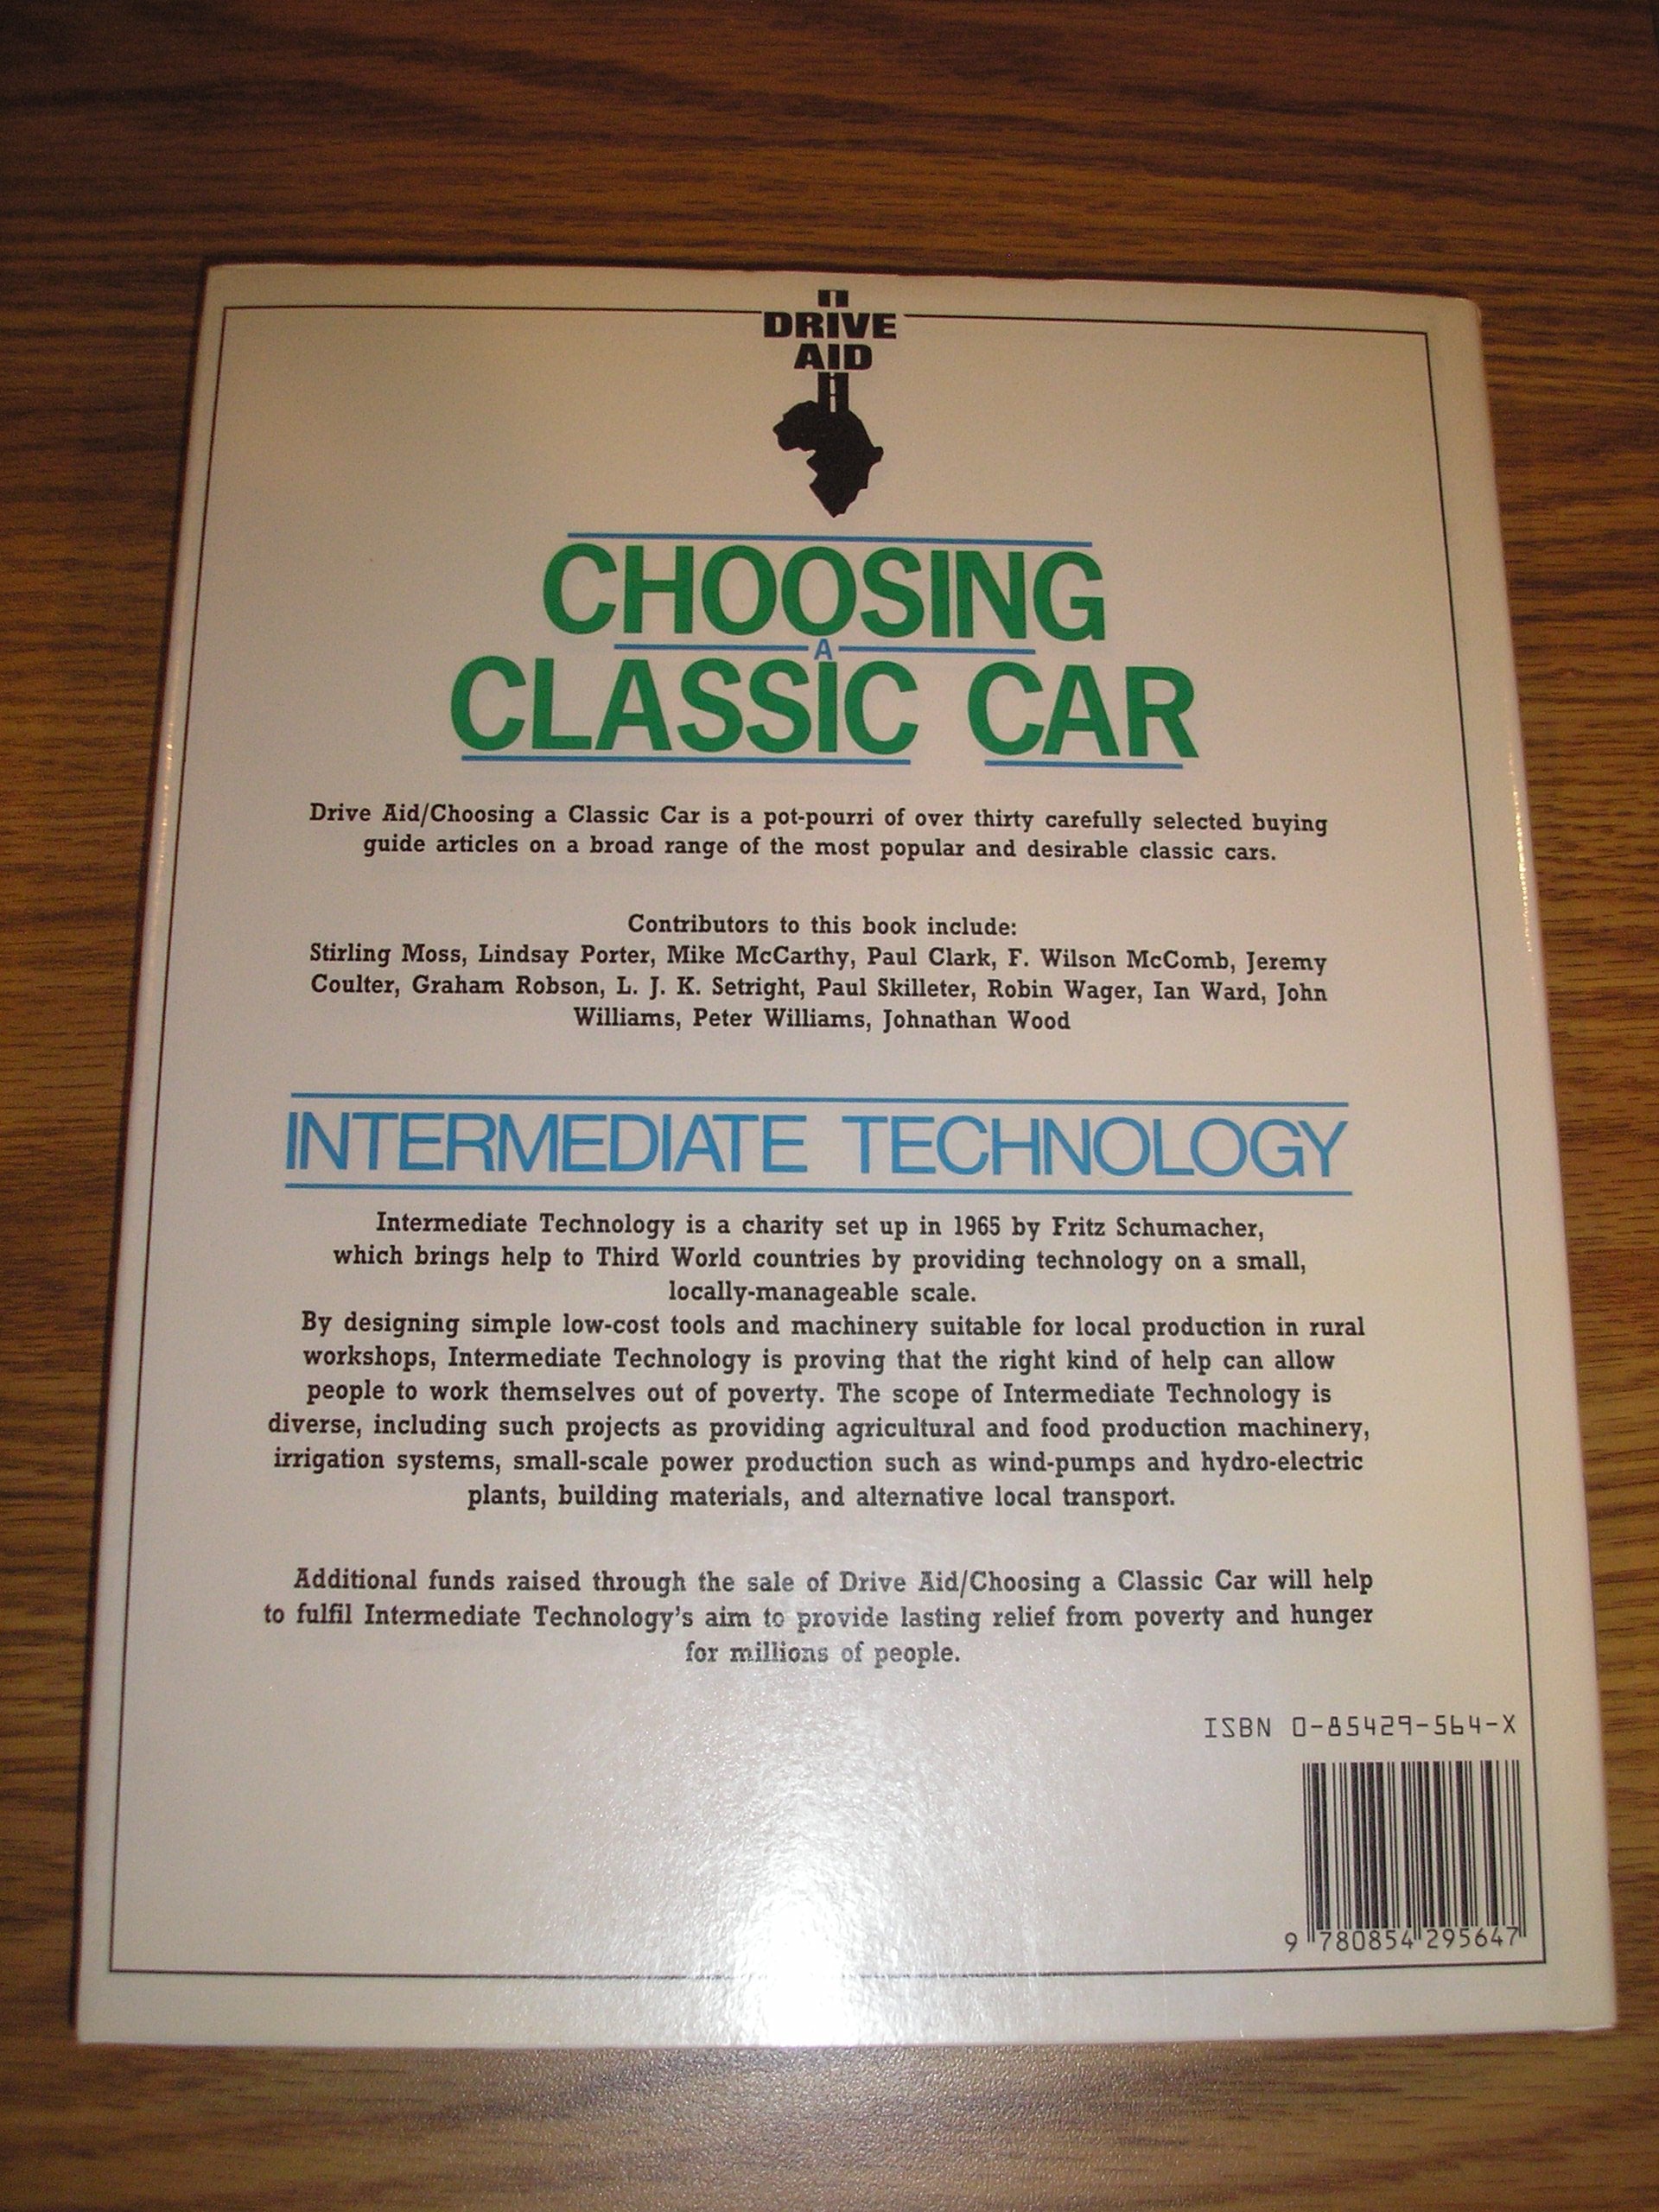 DRIVE
AID
CHOOSING
A
CLASSIC CAR
Drive Aid/Choosing a Classic Car is a pot-pourri of over thirty carefully selected buying
guide articles on a broad range of the most popular and desirable classic cars.
Contributors to this book include:
Stirling Moss, Lindsay Porter, Mike McCarthy, Paul Clark, F. Wilson McComb, Jeremy
Coulter, Graham Robson, L. J. K. Setright, Paul Skilleter, Robin Wager, Ian Ward, John
Williams, Peter Williams, Johnathan Wood
INTERMEDIATE TECHNOLOGY
Intermediate Technology is a charity set up in 1965 by Fritz Schumacher,
which brings help to Third World countries by providing technology on a small,
locally-manageable scale.
By designing simple low-cost tools and machinery suitable for local production in rural
workshops, Intermediate Technology is proving that the right kind of help can allow
people to work themselves out of poverty. The scope of Intermediate Technology is
diverse, including such projects as providing agricultural and food production machinery,
irrigation systems, small-scale power production such as wind-pumps and hydro-electric
plants, building materials, and alternative local transport.
Additional funds raised through the sale of Drive Aid/Choosing a Classic Car will help
to fulfil Intermediate Technology's aim to provide lasting relief from poverty and hunger
for millions of people.
ISBN 0-85429-564-X
9 780854 295647